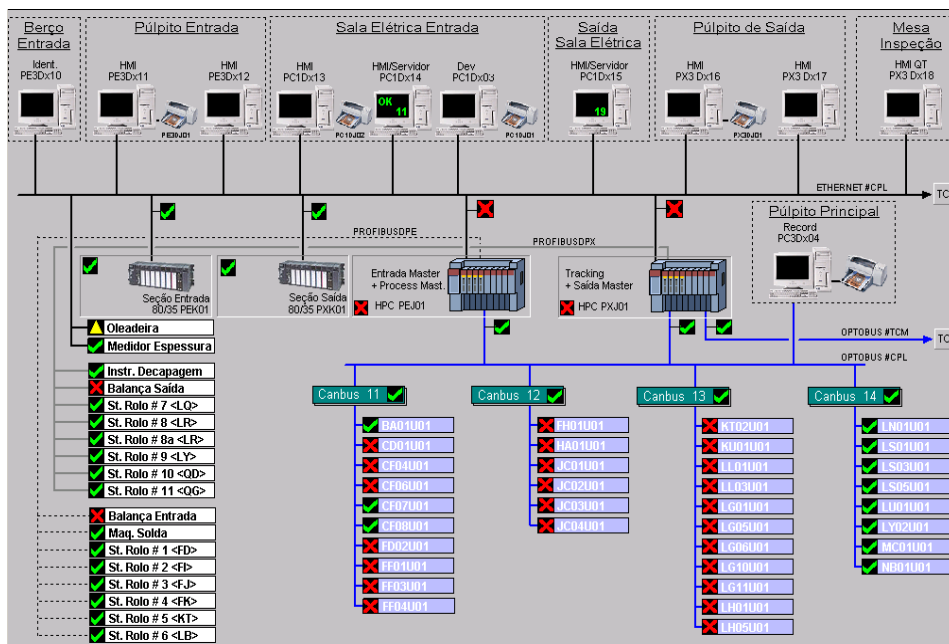 Berço Entrada
Púlpito Entrada
Sala Elétrica Entrada
Saída Sala Elétrica
Púlpito de Saída
Mesa Inspeção
Ident.
PE3Dx10
HMI
PE3Dx11
HMI
PE3Dx12
HMI
PC1Dx13
HMI/Servidor
PC1Dx14
Dev
PC1Dx03
HMI/Servidor
PC1Dx15
HMI
PX3 Dx16
HMI
PX3 Dx17
HMI QT
PX3 Dx18
OK
11
19
PE30J01
PC10J02
PC10J01
PX30J01
ETHERNET #CPL
TC
PROFIBUSDPE
PROFIBUSDPX
Púlpito Principal
Record
PC3Dx04
Seção Entrada
80/35 PEK01
Seção Saída
80/35 PXK01
Entrada Master
+ Process Mast.
HPC PEJ01
Tracking
+ Saída Master
HPC PXJ01
Oleadeira
Medidor Espessura
OPTOBUS #TCM
TC
OPTOBUS #CPL
Instr. Decapagem
Balança Saída
St. Rolo # 7 <LQ>
St. Rolo # 8 <LR>
St. Rolo # 8a <LR>
St. Rolo # 9 <LY>
St. Rolo # 10 <QD>
St. Rolo # 11 <QG>
Balança Entrada
Maq. Solda
St. Rolo # 1 <FD>
St. Rolo # 2 <FI>
St. Rolo # 3 <FJ>
St. Rolo # 4 <FK>
St. Rolo # 5 <KT>
St. Rolo # 6 <LB>
Canbus 11
BA01U01
CD01U01
CF04U01
CF06U01
CF07U01
CF08U01
FD02U01
FF01U01
FF03U01
FF04U01
Canbus 12
FH01U01
HA01U01
JC01U01
JC02U01
JC03U01
JC04U01
Canbus 13
KT02U01
KU01U01
LL01U01
LL03U01
LG01U01
LG05U01
LG06U01
LG10U01
LG11U01
LH01U01
LH05U01
Canbus 14
LN01U01
LS01U01
LS03U01
LS05U01
LU01U01
LY02U01
MC01U01
NB01U01